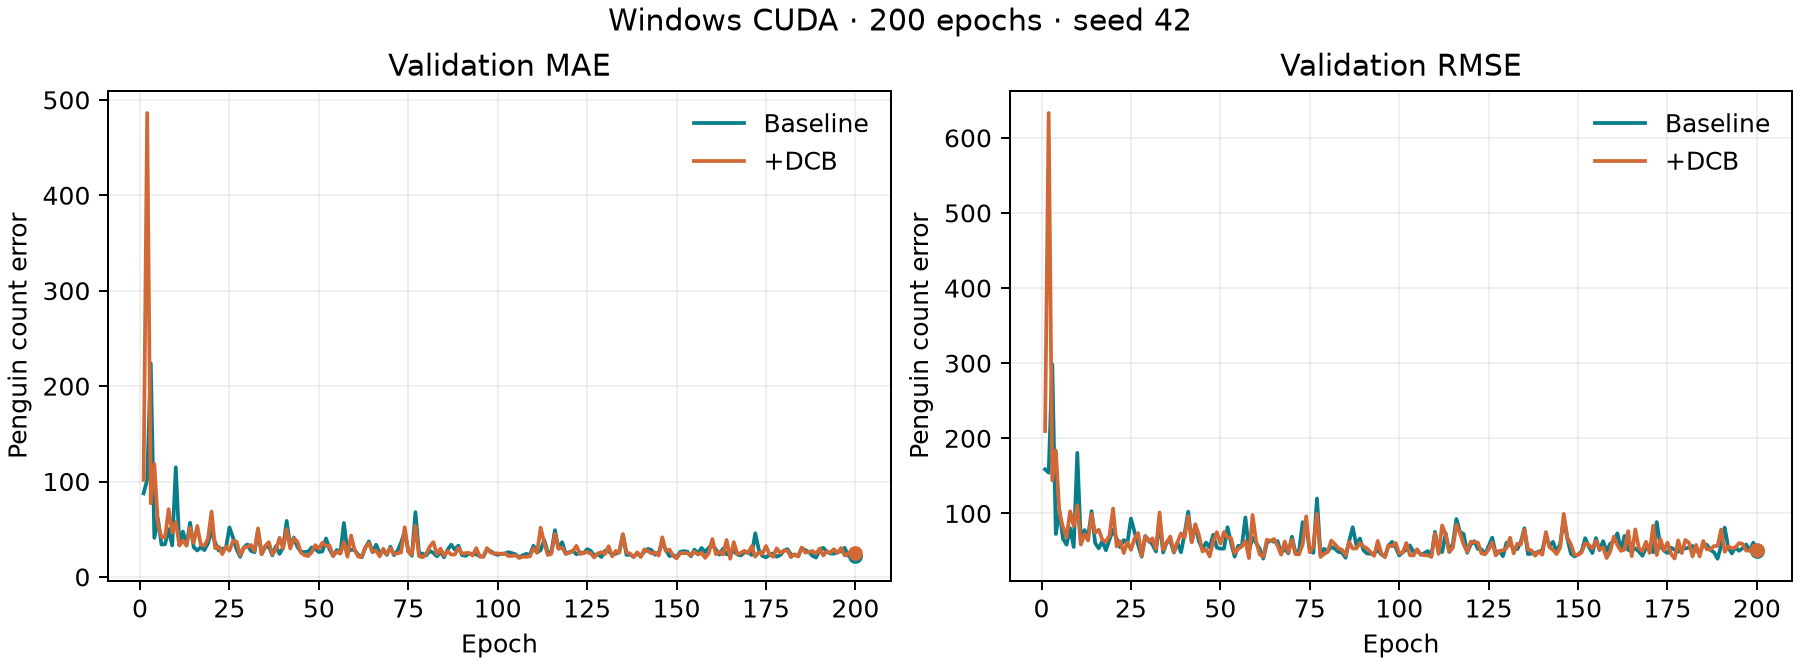 Windows CUDA · 200 epochs · seed 42
Validation MAE
500
400
300
200
100
0
Penguin count error
Baseline
+DCB
0 25 50 75 100 125 150 175 200
Epoch
Validation RMSE
600
500
400
300
200
100
Penguin count error
Baseline
+DCB
0 25 50 75 100 125 150 175 200
Epoch